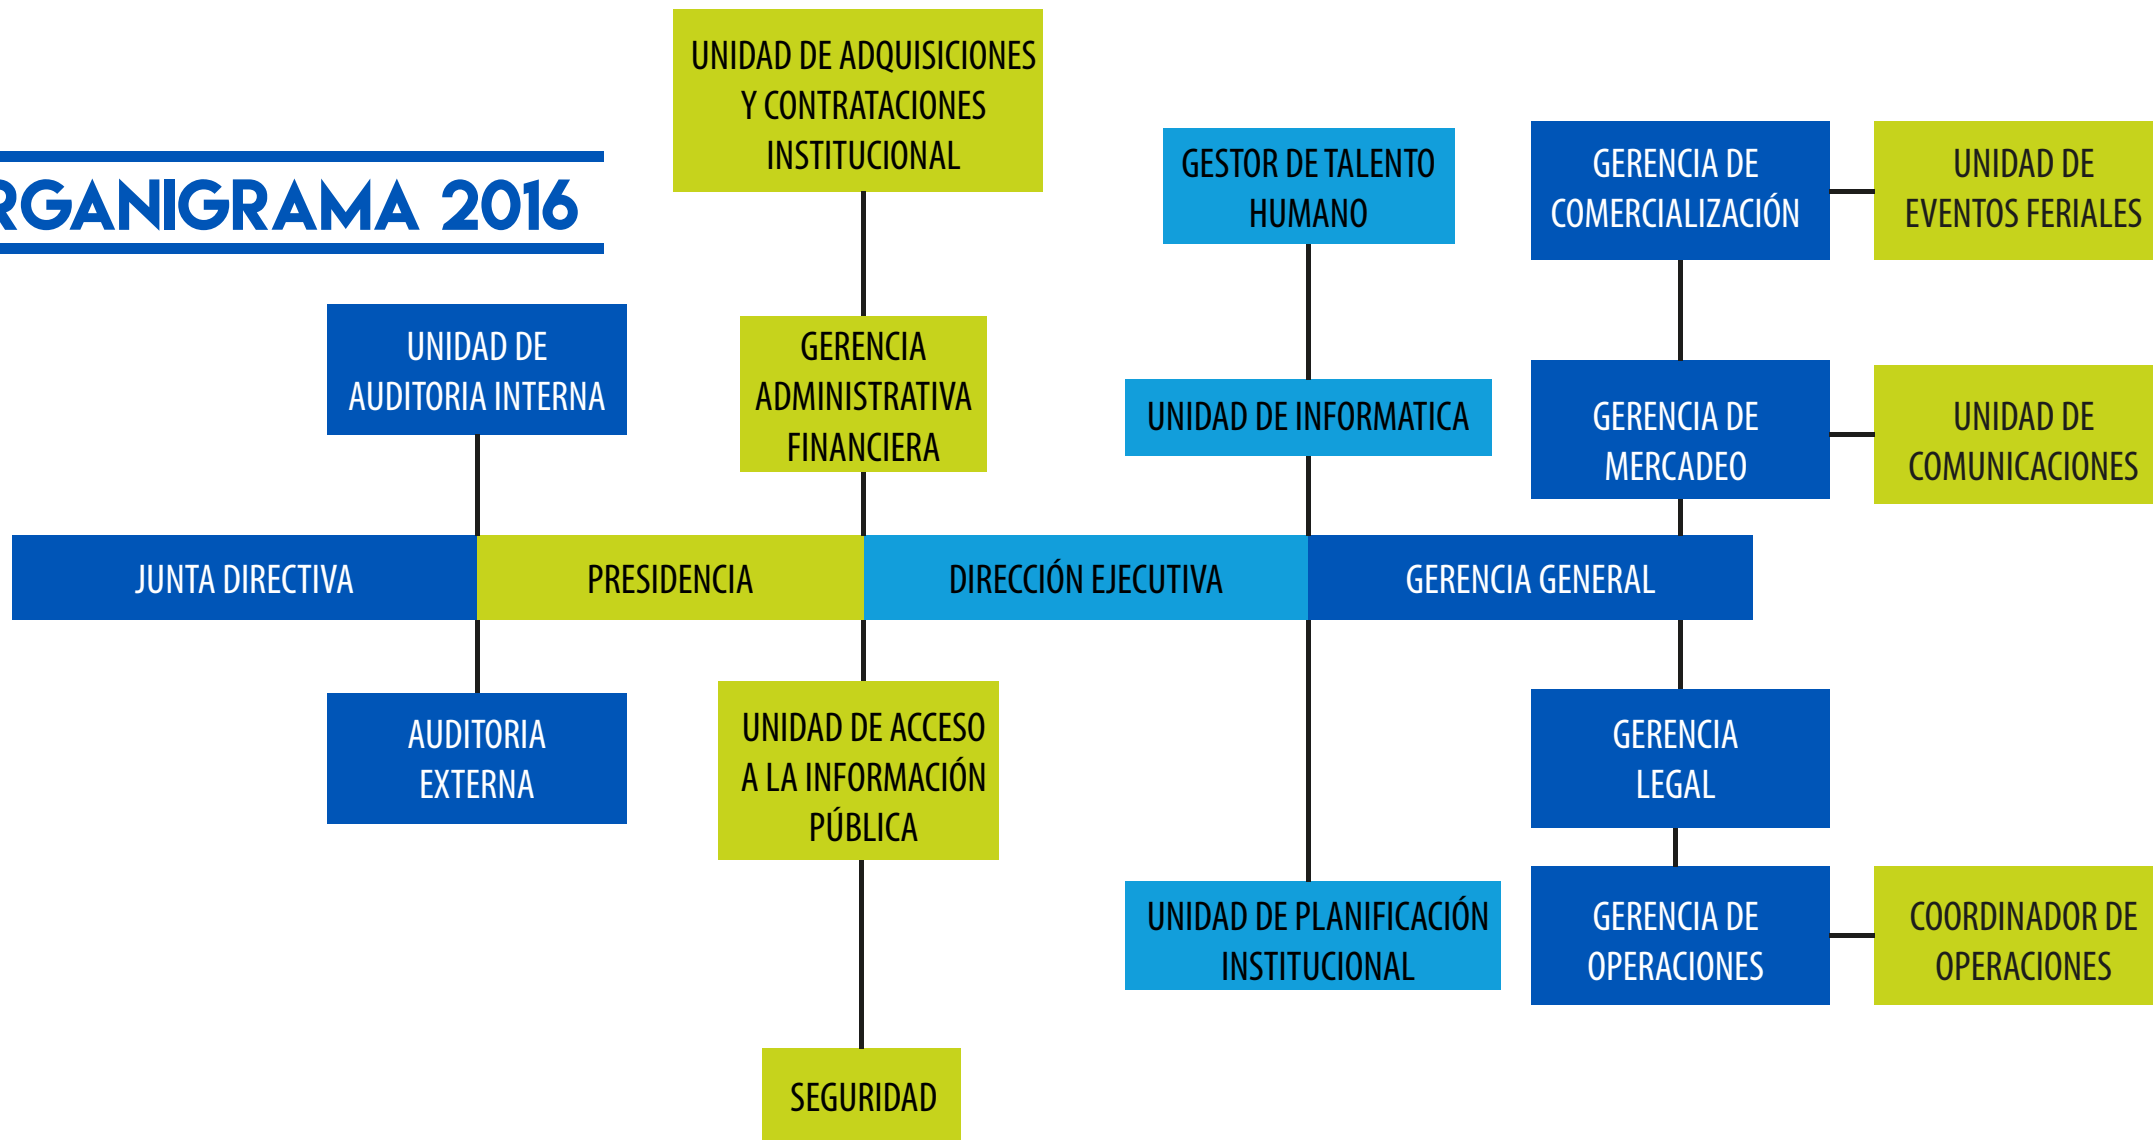 RGANIGRAMA 2016
UNIDAD DE ADQUISICIONES
Y CONTRATACIONES
INSTITUCIONAL
GESTOR DE TALENTO
HUMANO
GERENCIA DE
COMERCIALIZACIÓN
UNIDAD DE
EVENTOS FERIALES
UNIDAD DE
AUDITORIA INTERNA
GERENCIA
ADMINISTRATIVA
FINANCIERA
UNIDAD DE INFORMATICA
GERENCIA DE
MERCADEO
UNIDAD DE
COMUNICACIONES
JUNTA DIRECTIVA
PRESIDENCIA
DIRECCIÓN EJECUTIVA
GERENCIA GENERAL
AUDITORIA
EXTERNA
UNIDAD DE ACCESO
A LA INFORMACIÓN
PÚBLICA
GERENCIA
LEGAL
UNIDAD DE PLANIFICACIÓN
INSTITUCIONAL
GERENCIA DE
OPERACIONES
COORDINADOR DE
OPERACIONES
SEGURIDAD